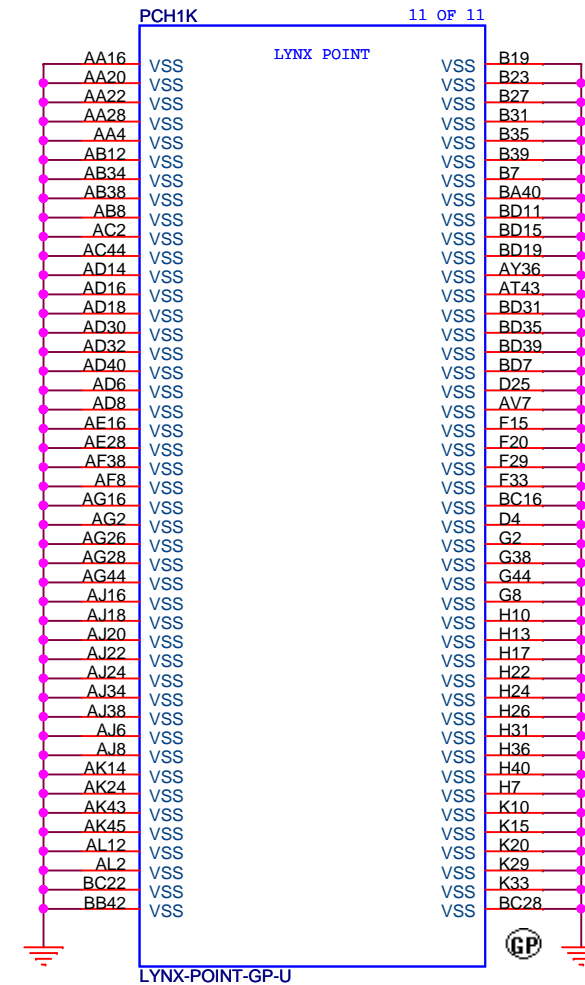 PCH1K 11 OF 11
LYNX POINT
AA16 VSS VSS B19
AA20 VSS VSS B23
AA22 VSS VSS B27
AA28 VSS VSS B31
AA4 VSS VSS B35
AB12 VSS VSS B39
AB34 VSS VSS B7
AB38 VSS VSS BA40
AB8 VSS VSS BD11
AC2 VSS VSS BD15
AC44 VSS VSS BD19
AD14 VSS VSS AY36
AD16 VSS VSS AT43
AD18 VSS VSS BD31
AD30 VSS VSS BD35
AD32 VSS VSS BD39
AD40 VSS VSS BD7
AD6 VSS VSS D25
AD8 VSS VSS AV7
AE16 VSS VSS F15
AE28 VSS VSS F20
AF38 VSS VSS F29
AF8 VSS VSS F33
AG16 VSS VSS BC16
AG2 VSS VSS D4
AG26 VSS VSS G2
AG28 VSS VSS G38
AG44 VSS VSS G44
AJ16 VSS VSS G8
AJ18 VSS VSS H10
AJ20 VSS VSS H13
AJ22 VSS VSS H17
AJ24 VSS VSS H22
AJ34 VSS VSS H24
AJ38 VSS VSS H26
AJ6 VSS VSS H31
AJ8 VSS VSS H36
AK14 VSS VSS H40
AK24 VSS VSS H7
AK43 VSS VSS K10
AK45 VSS VSS K15
AL12 VSS VSS K20
AL2 VSS VSS K29
BC22 VSS VSS K33
BB42 VSS VSS BC28
GP
LYNX-POINT-GP-U